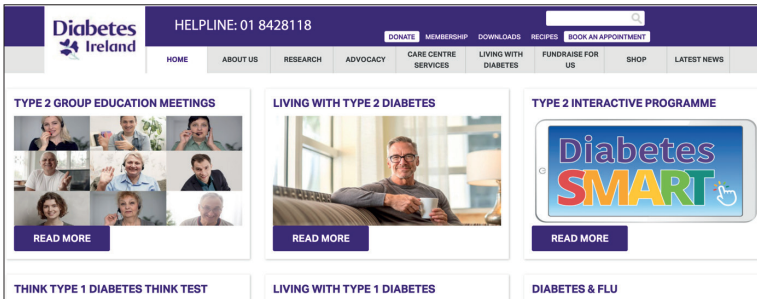 Diabetes
Ireland
HELPLINE: 01 8428118
DONATE MEMBERSHIP DOWNLOADS RECIPES BOOK AN APPOINTMENT
HOME ABOUT US RESEARCH ADVOCACY CARE CENTRE SERVICES LIVING WITH DIABETES FUNDRAISE FOR US SHOP LATEST NEWS
TYPE 2 GROUP EDUCATION MEETINGS
READ MORE
LIVING WITH TYPE 2 DIABETES
READ MORE
TYPE 2 INTERACTIVE PROGRAMME
Diabetes
SMART
READ MORE
THINK TYPE 1 DIABETES THINK TEST
LIVING WITH TYPE 1 DIABETES
DIABETES & FLU